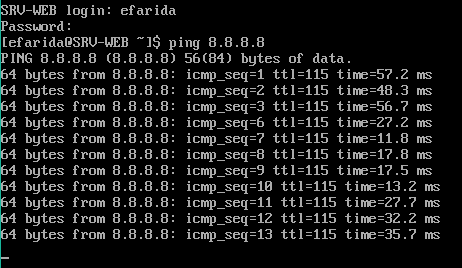 SRV-WEB login: efarida
Password:
[efarida@SRV-WEB ~]$ ping 8.8.8.8
PING 8.8.8.8 (8.8.8.8) 56(84) bytes of data.
64 bytes from 8.8.8.8: icmp_seq=1 ttl=115 time=57.2 ms
64 bytes from 8.8.8.8: icmp_seq=2 ttl=115 time=48.3 ms
64 bytes from 8.8.8.8: icmp_seq=3 ttl=115 time=56.7 ms
64 bytes from 8.8.8.8: icmp_seq=6 ttl=115 time=27.2 ms
64 bytes from 8.8.8.8: icmp_seq=7 ttl=115 time=11.8 ms
64 bytes from 8.8.8.8: icmp_seq=8 ttl=115 time=17.8 ms
64 bytes from 8.8.8.8: icmp_seq=9 ttl=115 time=17.5 ms
64 bytes from 8.8.8.8: icmp_seq=10 ttl=115 time=13.2 ms
64 bytes from 8.8.8.8: icmp_seq=11 ttl=115 time=27.7 ms
64 bytes from 8.8.8.8: icmp_seq=12 ttl=115 time=32.2 ms
64 bytes from 8.8.8.8: icmp_seq=13 ttl=115 time=35.7 ms